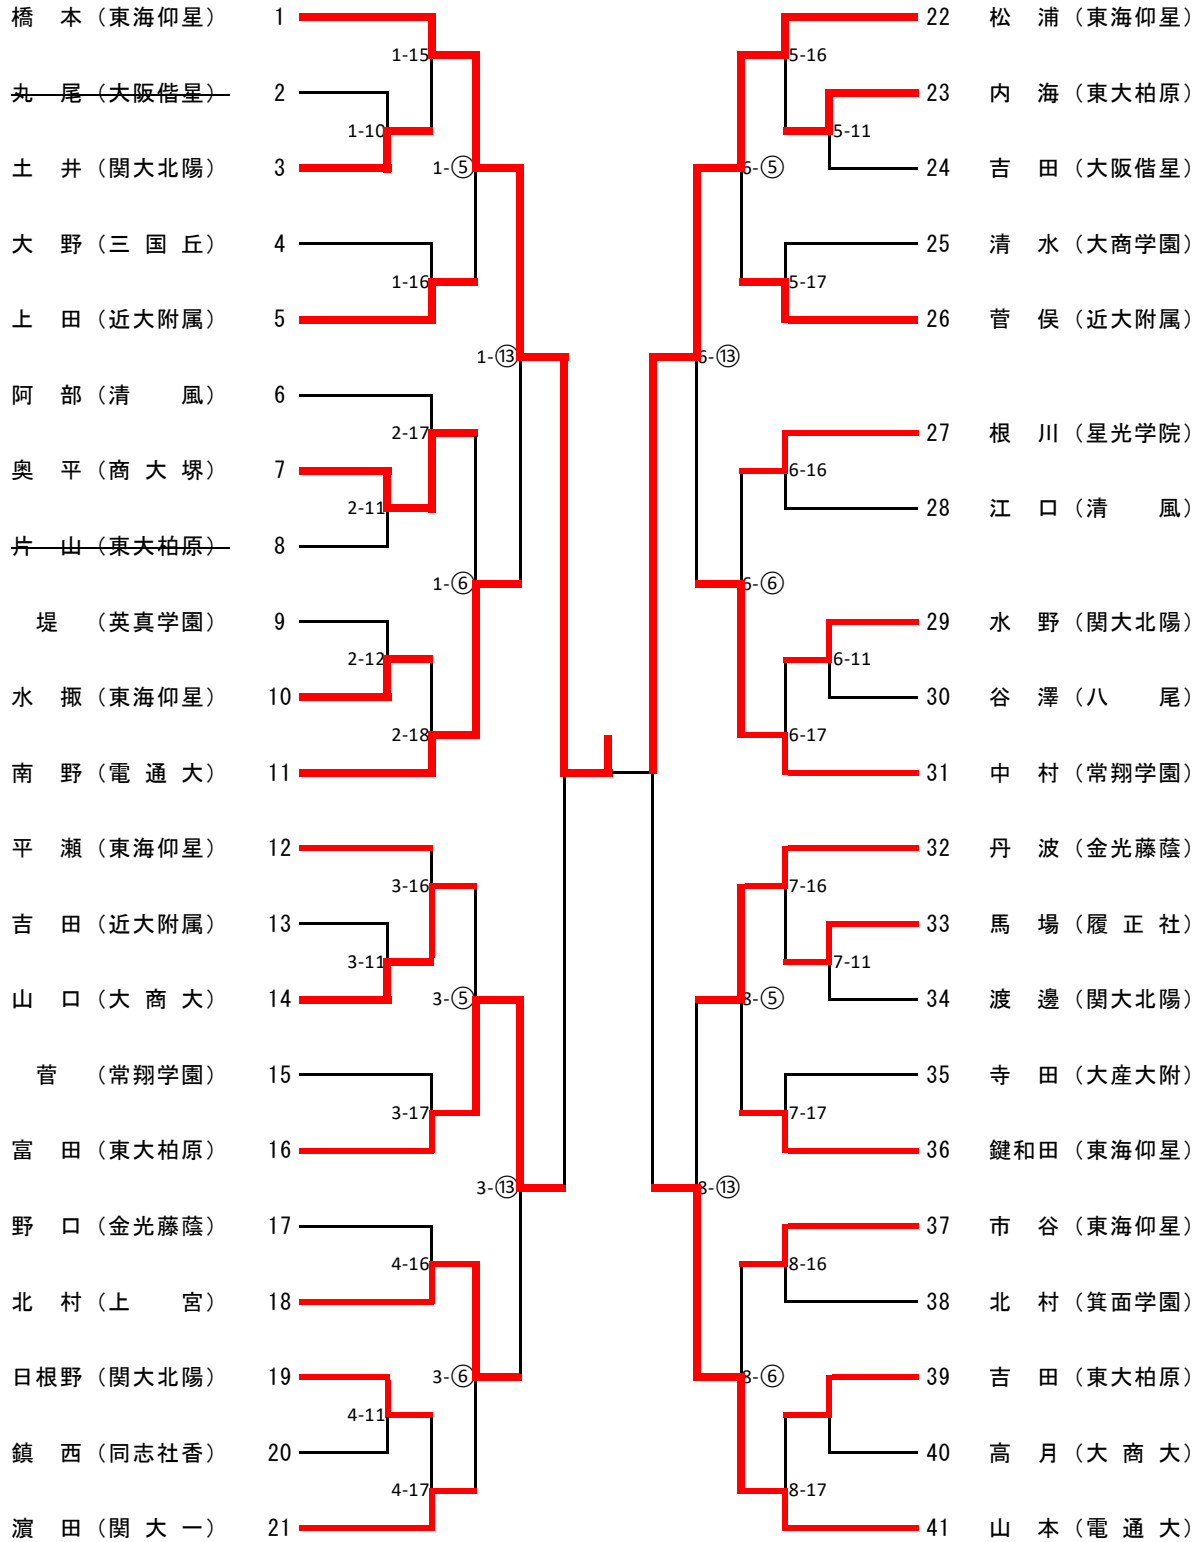 橋 本 (東海仰星) 1
1-15
丸 尾 (大阪偕星) 2
1-10
土 井 (関大北陽) 3
1-⑤
大 野 (三 国 丘) 4
1-16
上 田 (近大附属) 5
1-⑬
阿 部 (清 風) 6
2-17
奥 平 (商 大 堺) 7
2-11
片 山 (東大柏原) 8
1-⑥
堤 (英真学園) 9
2-12
水 掫 (東海仰星) 10
2-18
南 野 (電 通 大) 11
平 瀬 (東海仰星) 12
3-16
吉 田 (近大附属) 13
3-11
山 口 (大 商 大) 14
3-⑤
菅 (常翔学園) 15
3-17
富 田 (東大柏原) 16
3-⑬
野 口 (金光藤蔭) 17
4-16
北 村 (上 宮) 18
3-⑥
日根野 (関大北陽) 19
4-11
鎮 西 (同志社香) 20
4-17
濵 田 (関 大 一) 21
22 松 浦 (東海仰星)
5-16
23 内 海 (東大柏原)
5-11
24 吉 田 (大阪偕星)
6-⑤
25 清 水 (大商学園)
5-17
26 菅 俣 (近大附属)
6-⑬
27 根 川 (星光学院)
6-16
28 江 口 (清 風)
6-⑥
29 水 野 (関大北陽)
6-11
30 谷 澤 (八 尾)
6-17
31 中 村 (常翔学園)
32 丹 波 (金光藤蔭)
7-16
33 馬 場 (履 正 社)
7-11
34 渡 邊 (関大北陽)
8-⑤
35 寺 田 (大産大附)
7-17
36 鍵和田 (東海仰星)
8-⑬
37 市 谷 (東海仰星)
8-16
38 北 村 (箕面学園)
8-⑥
39 吉 田 (東大柏原)
40 高 月 (大 商 大)
8-17
41 山 本 (電 通 大)